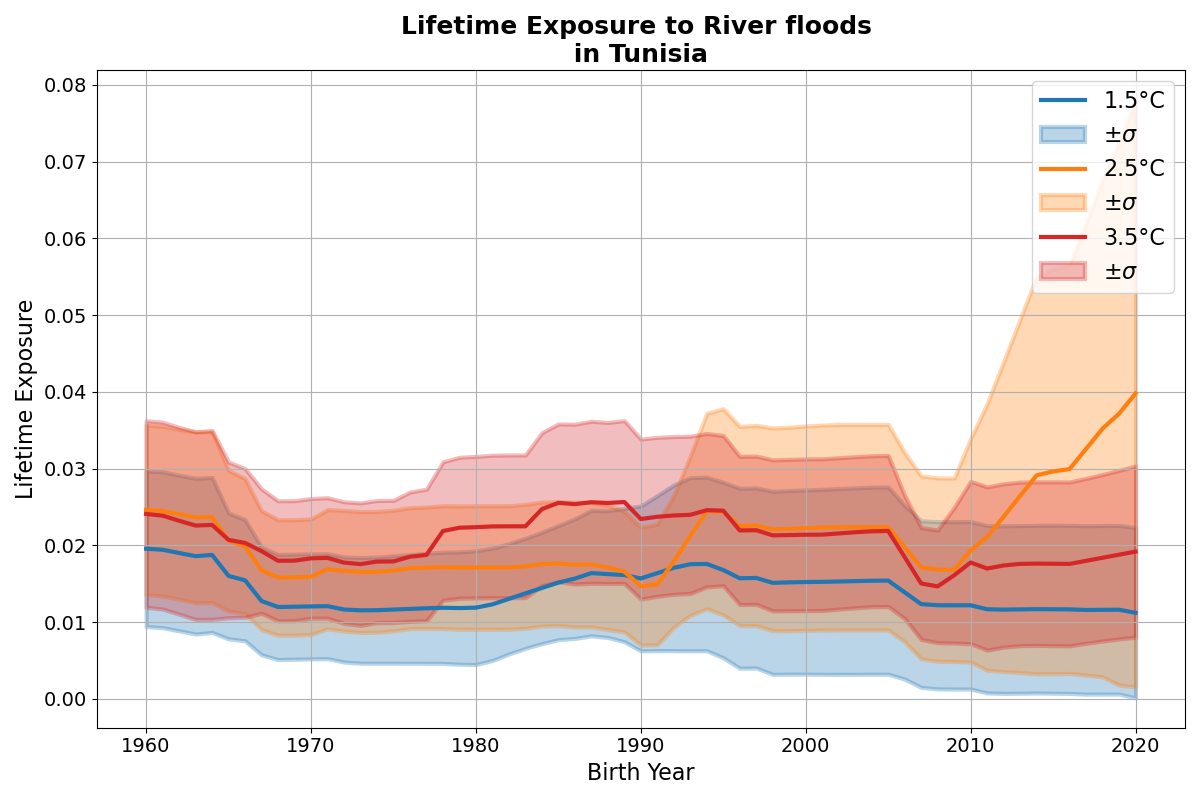 Lifetime Exposure to River floods
in Tunisia
0.08
0.07
0.06
0.05
0.04
0.03
0.02
0.01
0.00
Lifetime Exposure
1.5°C
±σ
2.5°C
±σ
3.5°C
±σ
1960 1970 1980 1990 2000 2010 2020
Birth Year